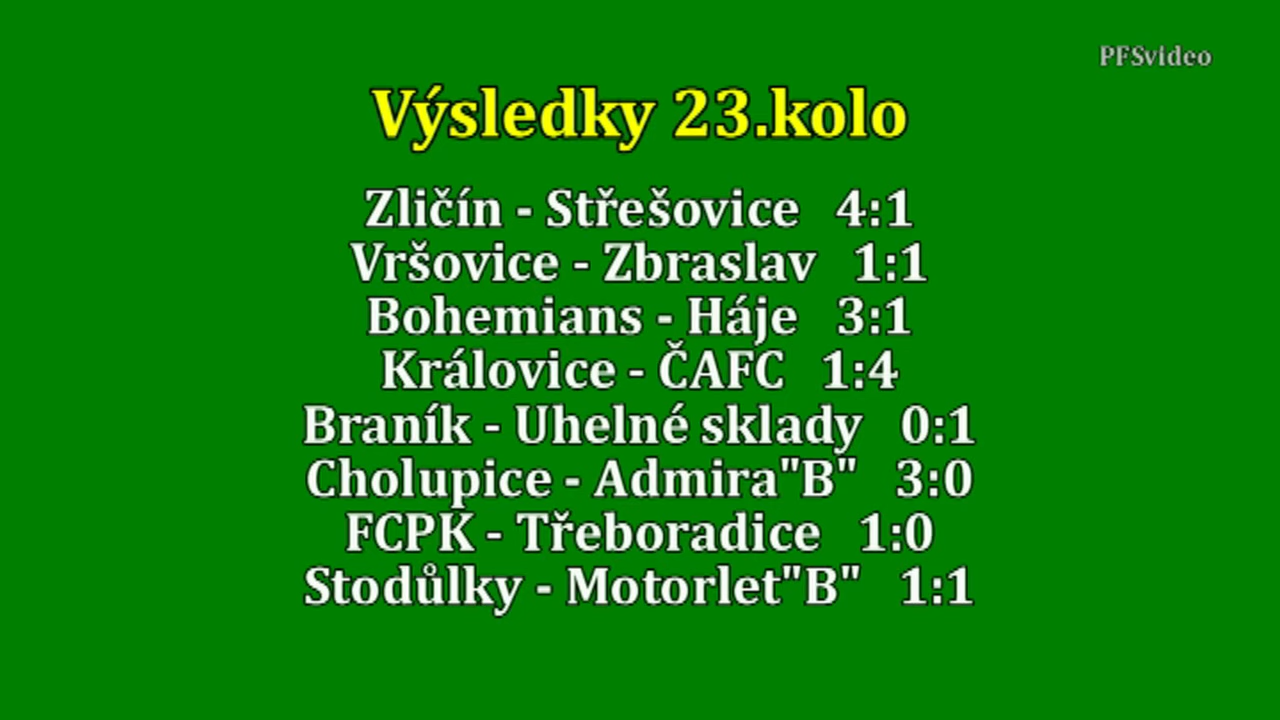 PFSvideo
Výsledky 23.kolo
Zličín - Střešovice 4:1
Vršovice - Zbraslav 1:1
Bohemians - Háje 3:1
Královice - ČAFC 1:4
Braník - Uhelné sklady 0:1
Cholupice - Admira"B" 3:0
FCPK - Třeboradice 1:0
Stodůlky - Motorlet"B" 1:1